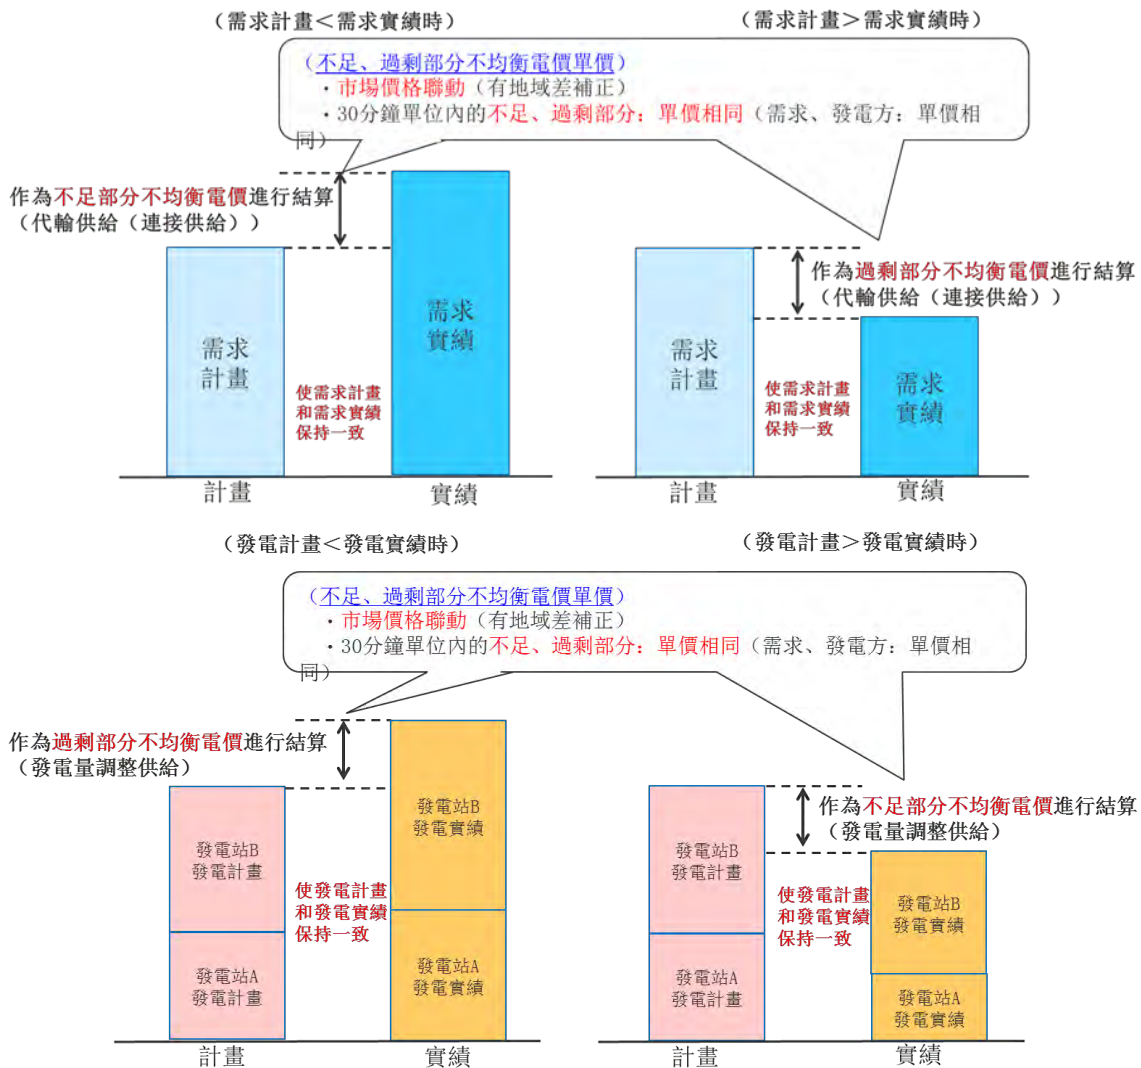 （需求計畫＜需求實績時）
（需求計畫＞需求實績時）
（不足、過剩部分不均衡電價單價）
・市場價格聯動（有地域差補正）
・30分鐘單位內的不足、過剩部分：單價相同（需求、發電方：單價相
同）
作為不足部分不均衡電價進行結算
（代輸供給（連接供給））
作為過剩部分不均衡電價進行結算
（代輸供給（連接供給））
需求
計畫
使需求計畫
和需求實績
保持一致
需求
實績
需求
計畫
使需求計畫
和需求實績
保持一致
需求
實績
計畫
實績
計畫
實績
（發電計畫＜發電實績時）
（發電計畫＞發電實績時）
（不足、過剩部分不均衡電價單價）
・市場價格聯動（有地域差補正）
・30分鐘單位內的不足、過剩部分：單價相同（需求、發電方：單價相
同）
作為過剩部分不均衡電價進行結算
（發電量調整供給）
作為不足部分不均衡電價進行結算
（發電量調整供給）
發電站B
發電計畫
發電站A
發電計畫
使發電計畫
和發電實績
保持一致
發電站B
發電實績
發電站A
發電實績
發電站B
發電計畫
發電站A
發電計畫
使發電計畫
和發電實績
保持一致
發電站B
發電實績
發電站A
發電實績
計畫
實績
計畫
實績